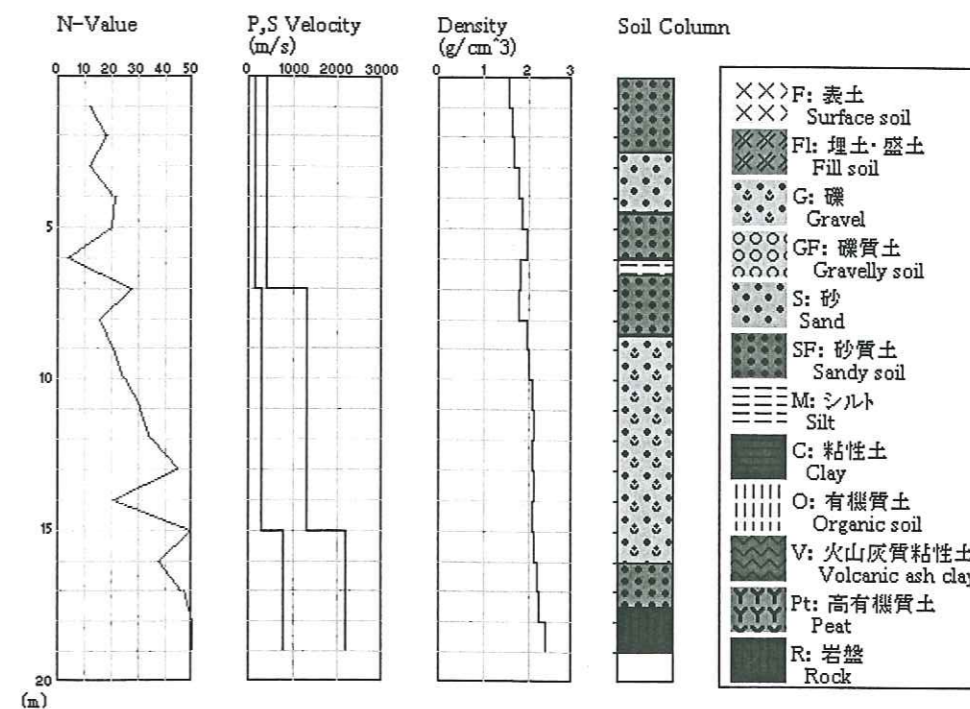 N-Value
0 10 20 30 40 50
5
10
15
20
(m)
P,S Velocity
(m/s)
0 1000 2000 3000
Density
(g/cm^3)
0 1 2 3
Soil Column
F: 表土
Surface soil
Fl: 埋土・盛土
Fill soil
G: 礫
Gravel
GF: 礫質土
Gravelly soil
S: 砂
Sand
SF: 砂質土
Sandy soil
M: シルト
Silt
C: 粘性土
Clay
O: 有機質土
Organic soil
V: 火山灰質粘性土
Volcanic ash clay
Pt: 高有機質土
Peat
R: 岩盤
Rock